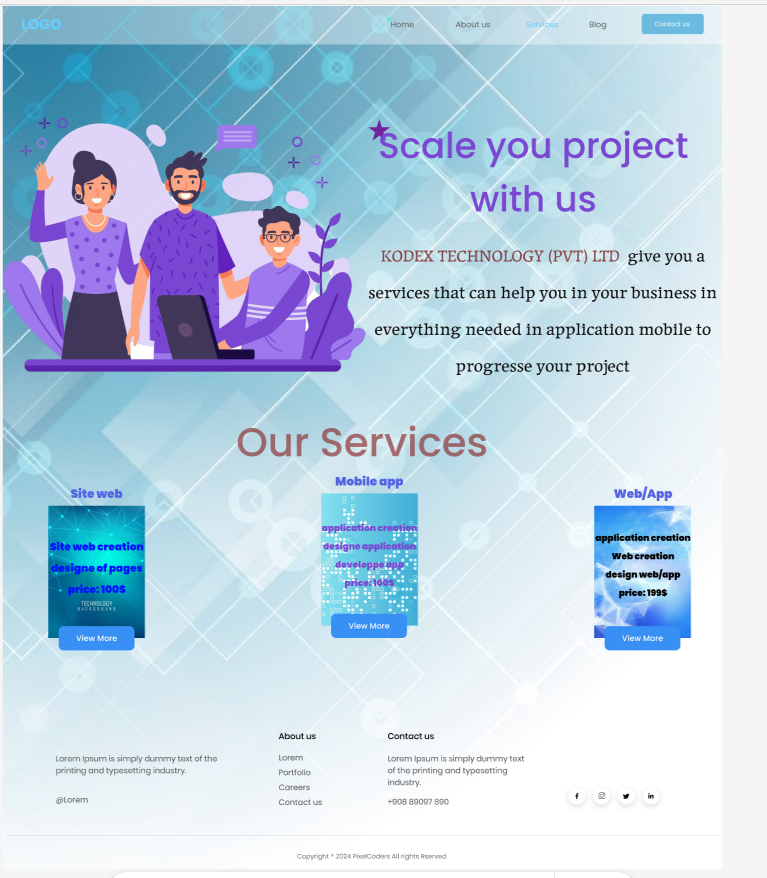 LOGO
Home
About us
Services
Blog
Contact us
Scale you project
with us
KODEX TECHNOLOGY (PVT) LTD give you a
services that can help you in your business in
everything needed in application mobile to
progresse your project
Our Services
Site web
Site web creation
designe of pages
price: 100$
TECHNOLOGY
BACKGROUND
View More
Mobile app
application creation
designe application
developpe app
price: 100$
View More
Web/App
application creation
Web creation
design web/app
price: 199$
View More
Lorem Ipsum is simply dummy text of the
printing and typesetting industry.
@Lorem
About us
Lorem
Portfolio
Careers
Contact us
Contact us
Lorem Ipsum is simply dummy text
of the printing and typesetting
industry.
+908 89097 890
Copyright ® 2024 PixelCoders All rights Rserved